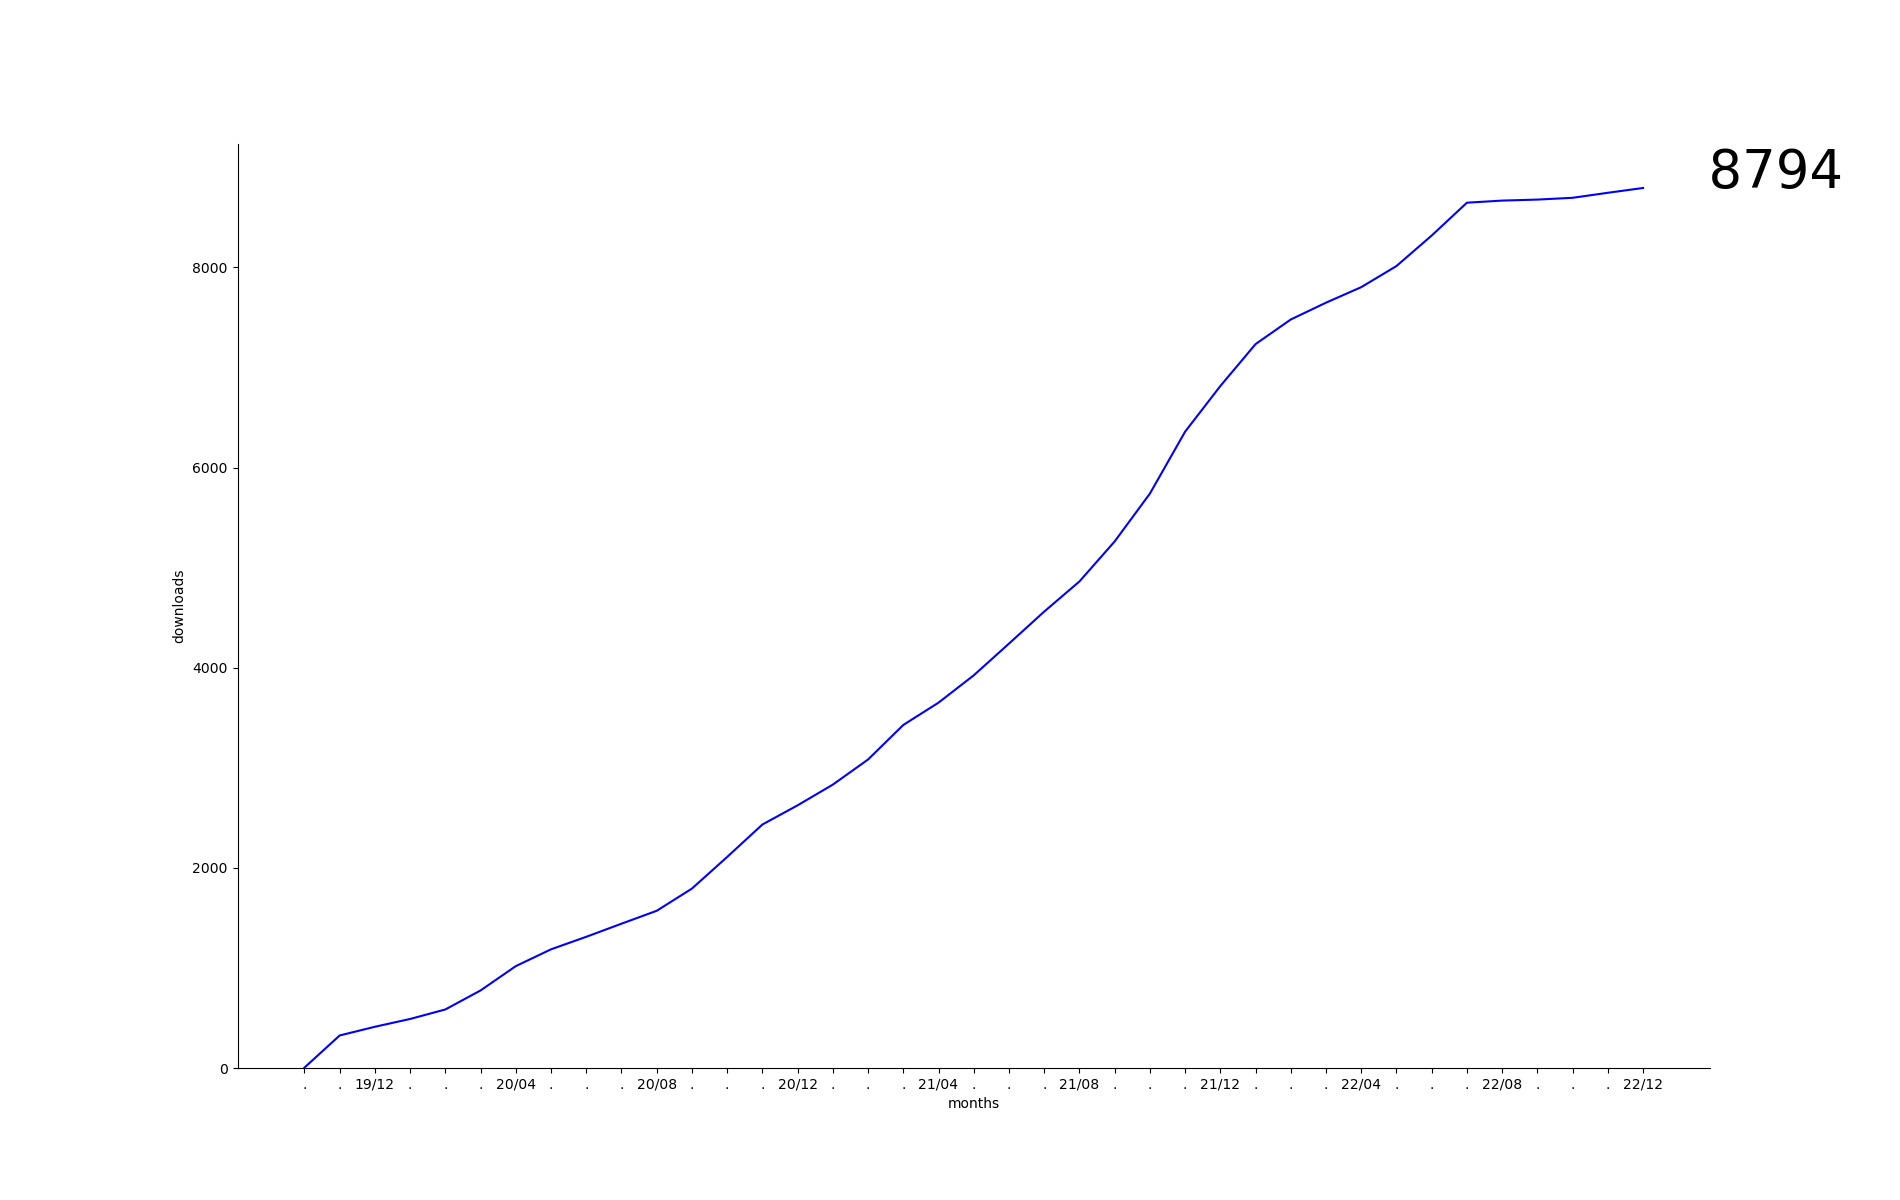 8794
8000
6000
4000
2000
0
downloads
. . 19/12 . . . 20/04 . . . 20/08 . . . 20/12 . . . 21/04 . . . 21/08 . . . 21/12 . . . 22/04 . . . 22/08 . . . 22/12
months